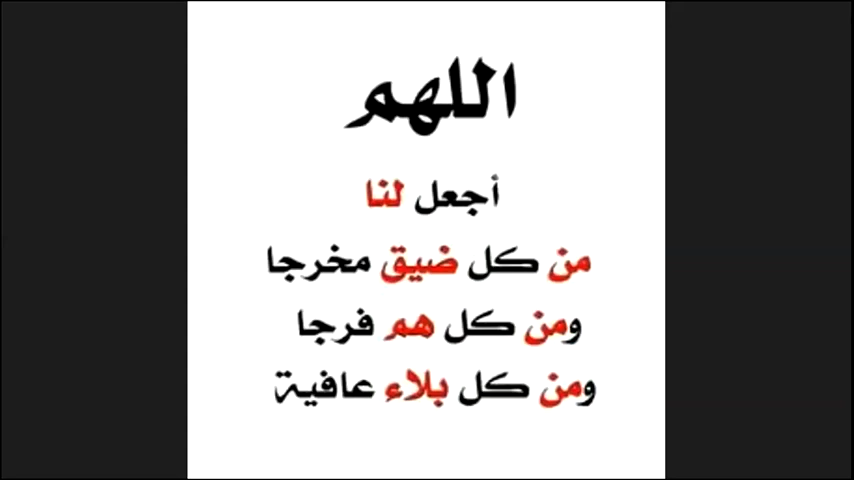 اللهم
أجعل لنا
من كل ضيق مخرجا
ومن كل هم فرجا
ومن كل بلاء عافية